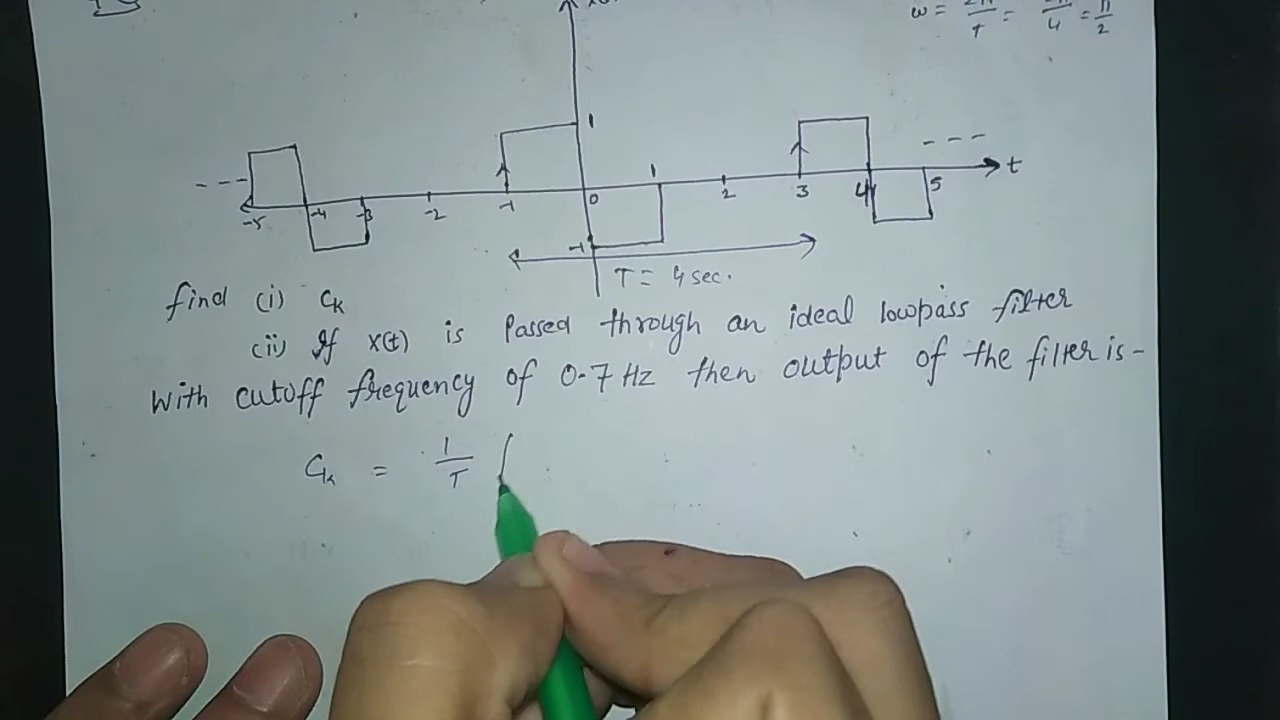 ω = 2π/T = 2π/4 = π/2
1
1
-5 -4 -3 -2 -1 0 2 3 4 5 t
-1
T = 4 sec.
find (i) Ck
(ii) If x(t) is Passed through an ideal lowpass filter
with cutoff frequency of 0.7 Hz then output of the filter is -
Ck = 1/T ∫